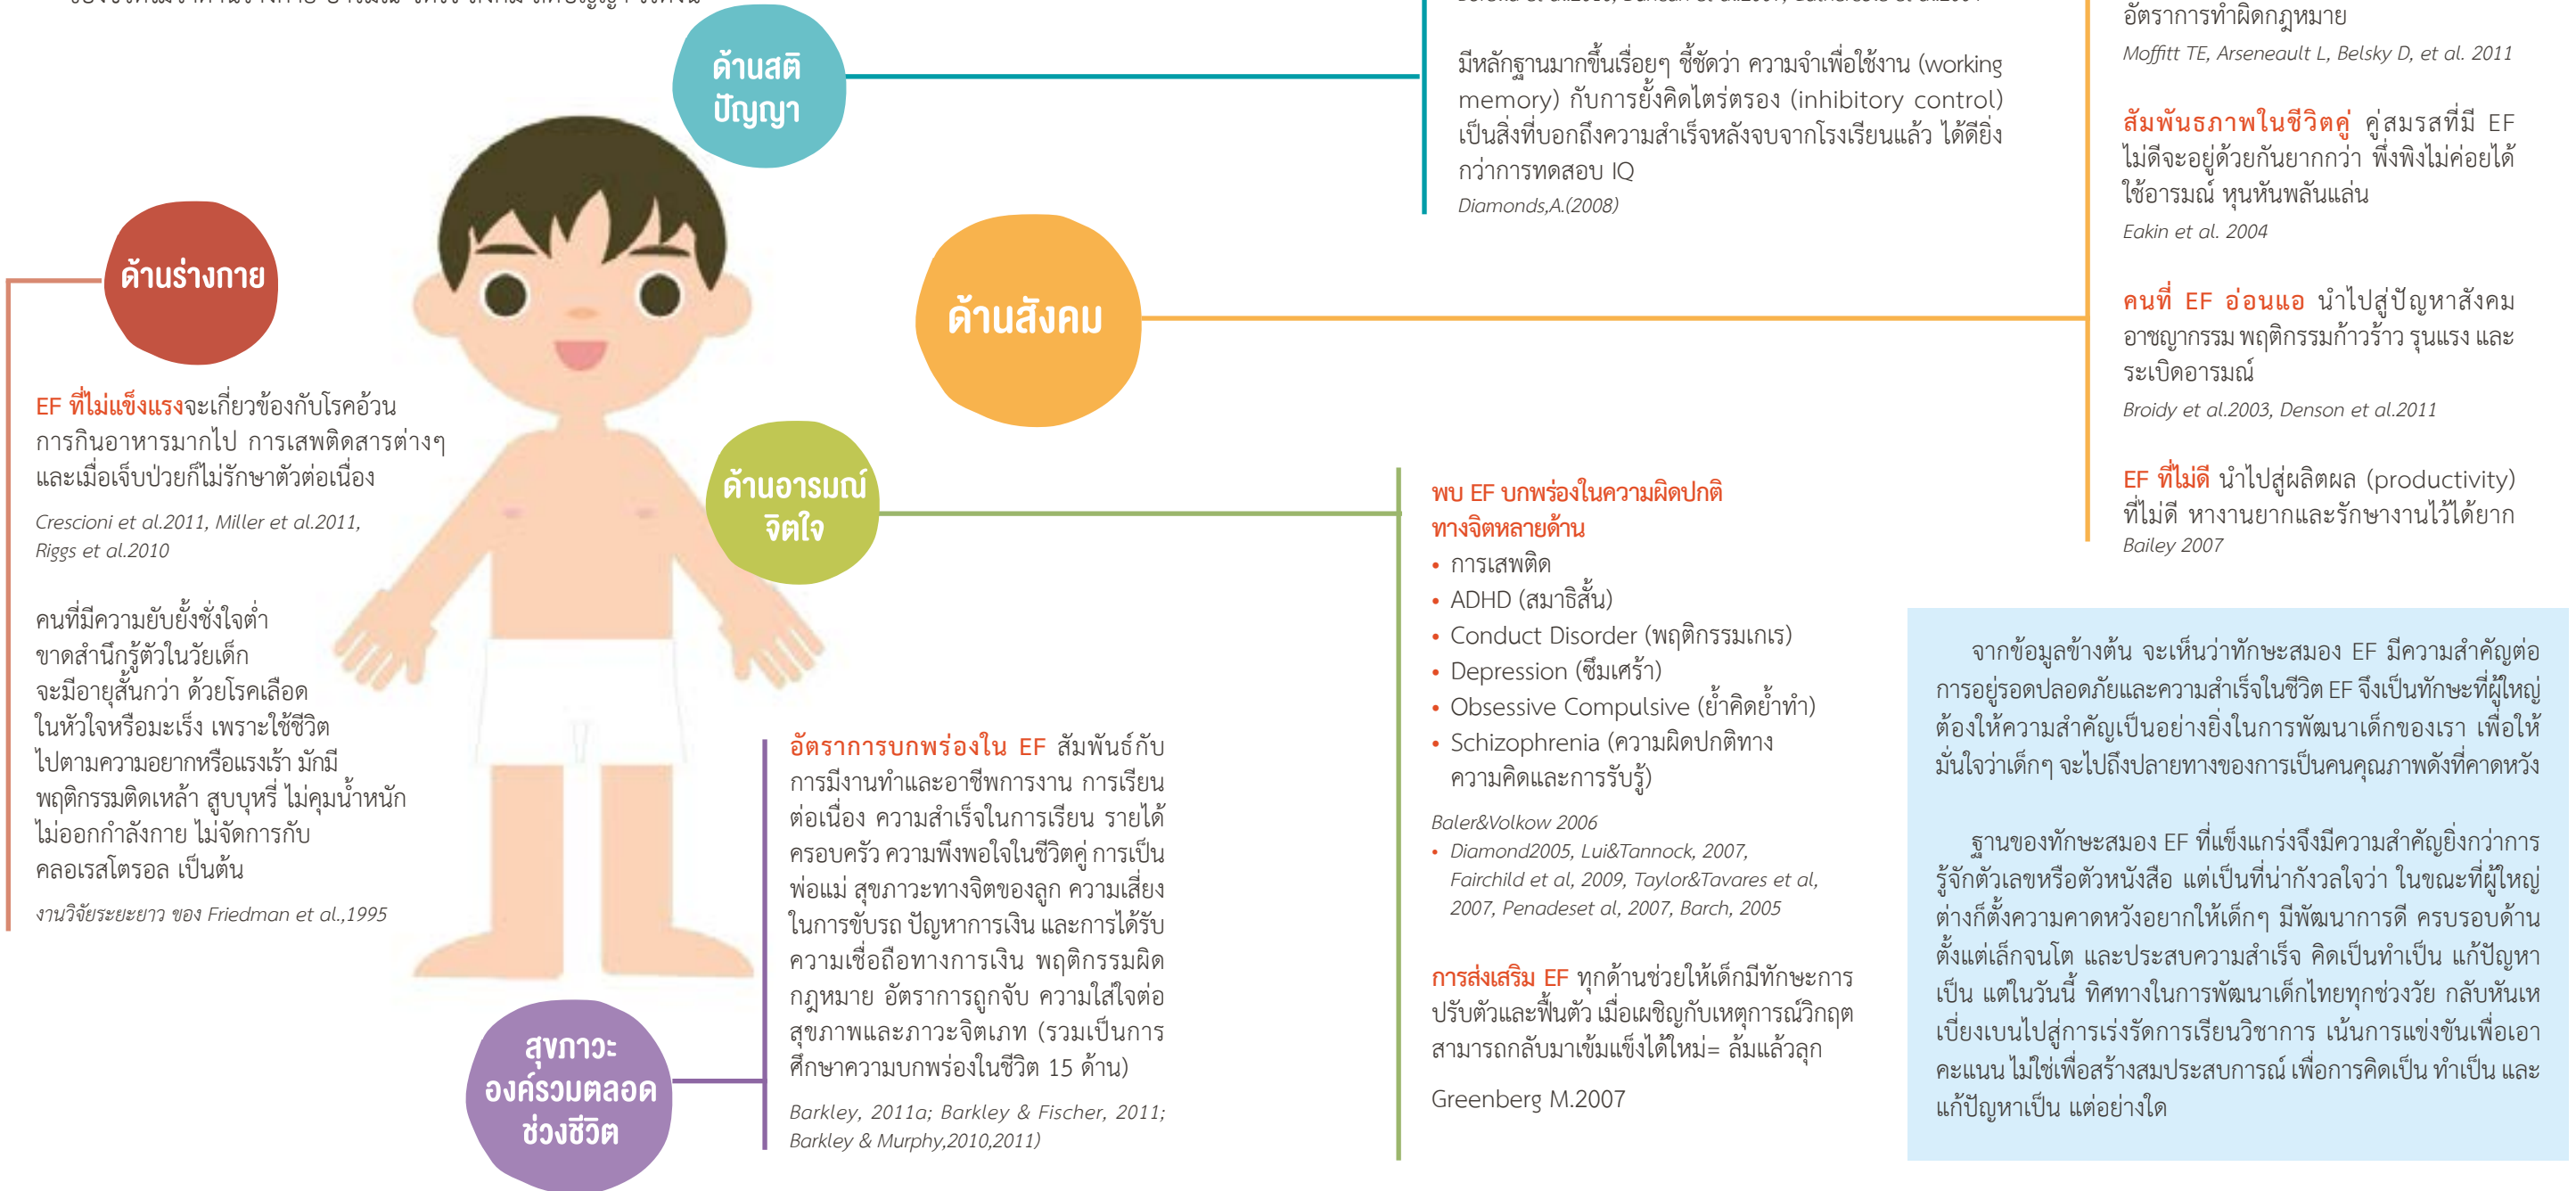 ด้านสติ
ปัญญา
มีหลักฐานมากขึ้นเรื่อยๆ ชี้ชัดว่า ความจำเพื่อใช้งาน (working
memory) กับการยั้งคิดไตร่ตรอง (inhibitory control)
เป็นสิ่งที่บอกถึงความสำเร็จหลังจบจากโรงเรียนแล้ว ได้ดียิ่ง
กว่าการทดสอบ IQ
Diamonds,A.(2008)
ด้านร่างกาย
EF ที่ไม่แข็งแรงจะเกี่ยวข้องกับโรคอ้วน
การกินอาหารมากไป การเสพติดสารต่างๆ
และเมื่อเจ็บป่วยก็ไม่รักษาตัวต่อเนื่อง
Crescioni et al.2011, Miller et al.2011,
Riggs et al.2010
คนที่มีความยับยั้งชั่งใจต่ำ
ขาดสำนึกรู้ตัวในวัยเด็ก
จะมีอายุสั้นกว่า ด้วยโรคเลือด
ในหัวใจหรือมะเร็ง เพราะใช้ชีวิต
ไปตามความอยากหรือแรงเร้า มักมี
พฤติกรรมติดเหล้า สูบบุหรี่ ไม่คุมน้ำหนัก
ไม่ออกกำลังกาย ไม่จัดการกับ
คลอเรสโตรอล เป็นต้น
งานวิจัยระยะยาว ของ Friedman et al.,1995
ด้านสังคม
อัตราการทำผิดกฎหมาย
Moffitt TE, Arseneault L, Belsky D, et al. 2011
สัมพันธภาพในชีวิตคู่ คู่สมรสที่มี EF
ไม่ดีจะอยู่ด้วยกันยากกว่า พึ่งพิงไม่ค่อยได้
ใช้อารมณ์ หุนหันพลันแล่น
Eakin et al. 2004
คนที่ EF อ่อนแอ นำไปสู่ปัญหาสังคม
อาชญากรรม พฤติกรรมก้าวร้าว รุนแรง และ
ระเบิดอารมณ์
Broidy et al.2003, Denson et al.2011
EF ที่ไม่ดี นำไปสู่ผลิตผล (productivity)
ที่ไม่ดี หางานยากและรักษางานไว้ได้ยาก
Bailey 2007
ด้านอารมณ์
จิตใจ
พบ EF บกพร่องในความผิดปกติ
ทางจิตหลายด้าน
• การเสพติด
• ADHD (สมาธิสั้น)
• Conduct Disorder (พฤติกรรมเกเร)
• Depression (ซึมเศร้า)
• Obsessive Compulsive (ย้ำคิดย้ำทำ)
• Schizophrenia (ความผิดปกติทาง
ความคิดและการรับรู้)
Baler&Volkow 2006
• Diamond2005, Lui&Tannock, 2007,
Fairchild et al, 2009, Taylor&Tavares et al,
2007, Penadeset al, 2007, Barch, 2005
การส่งเสริม EF ทุกด้านช่วยให้เด็กมีทักษะการ
ปรับตัวและฟื้นตัว เมื่อเผชิญกับเหตุการณ์วิกฤต
สามารถกลับมาเข้มแข็งได้ใหม่= ล้มแล้วลุก
Greenberg M.2007
สุขภาวะ
องค์รวมตลอด
ช่วงชีวิต
อัตราการบกพร่องใน EF สัมพันธ์กับ
การมีงานทำและอาชีพการงาน การเรียน
ต่อเนื่อง ความสำเร็จในการเรียน รายได้
ครอบครัว ความพึงพอใจในชีวิตคู่ การเป็น
พ่อแม่ สุขภาวะทางจิตของลูก ความเสี่ยง
ในการขับรถ ปัญหาการเงิน และการได้รับ
ความเชื่อถือทางการเงิน พฤติกรรมผิด
กฎหมาย อัตราการถูกจับ ความใส่ใจต่อ
สุขภาพและภาวะจิตเภท (รวมเป็นการ
ศึกษาความบกพร่องในชีวิต 15 ด้าน)
Barkley, 2011a; Barkley & Fischer, 2011;
Barkley & Murphy,2010,2011)
จากข้อมูลข้างต้น จะเห็นว่าทักษะสมอง EF มีความสำคัญต่อ
การอยู่รอดปลอดภัยและความสำเร็จในชีวิต EF จึงเป็นทักษะที่ผู้ใหญ่
ต้องให้ความสำคัญเป็นอย่างยิ่งในการพัฒนาเด็กของเรา เพื่อให้
มั่นใจว่าเด็กๆ จะไปถึงปลายทางของการเป็นคนคุณภาพดังที่คาดหวัง
ฐานของทักษะสมอง EF ที่แข็งแกร่งจึงมีความสำคัญยิ่งกว่าการ
รู้จักตัวเลขหรือตัวหนังสือ แต่เป็นที่น่ากังวลใจว่า ในขณะที่ผู้ใหญ่
ต่างก็ตั้งความคาดหวังอยากให้เด็กๆ มีพัฒนาการดี ครบรอบด้าน
ตั้งแต่เล็กจนโต และประสบความสำเร็จ คิดเป็นทำเป็น แก้ปัญหา
เป็น แต่ในวันนี้ ทิศทางในการพัฒนาเด็กไทยทุกช่วงวัย กลับหันเห
เบี่ยงเบนไปสู่การเร่งรัดการเรียนวิชาการ เน้นการแข่งขันเพื่อเอา
คะแนน ไม่ใช่เพื่อสร้างสมประสบการณ์ เพื่อการคิดเป็น ทำเป็น และ
แก้ปัญหาเป็น แต่อย่างใด